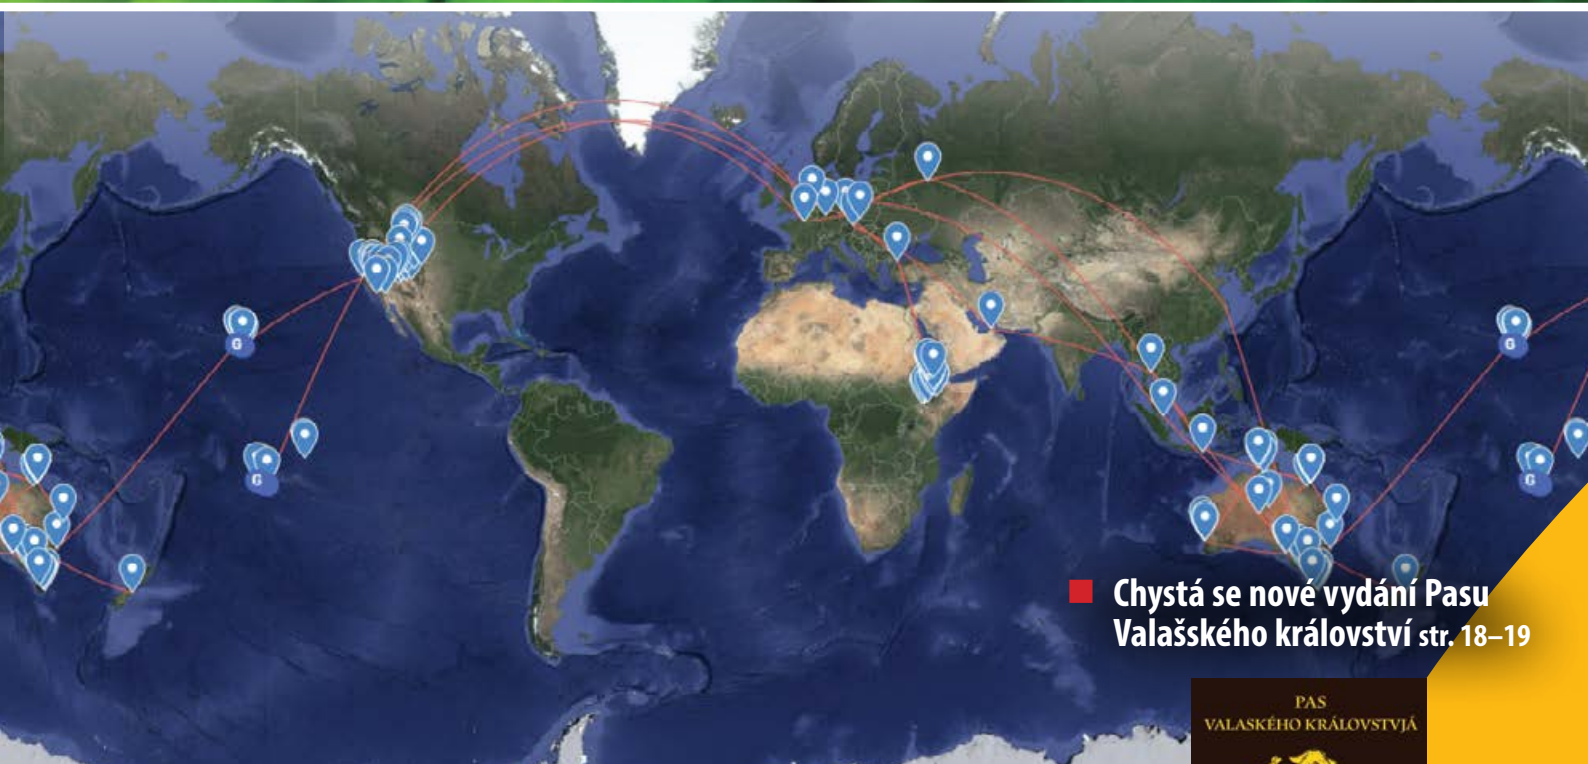 G
G
G
G
Chystá se nové vydání Pasu
Valašského království str. 18–19
PAS
VALASKÉHO KRÁLOVSTVJÁ